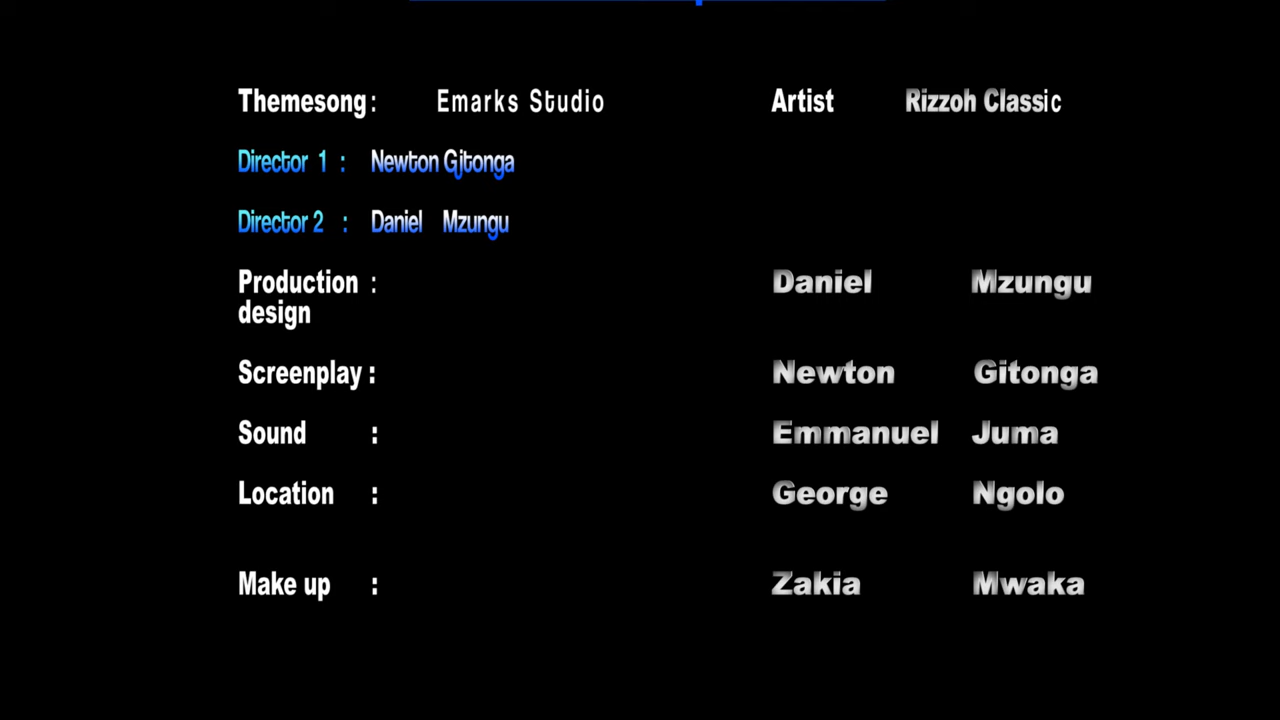 Themesong: Emarks Studio Artist Rizzoh Classic
Director 1 : Newton Gitonga
Director 2 : Daniel Mzungu
Production : Daniel Mzungu
design
Screenplay : Newton Gitonga
Sound : Emmanuel Juma
Location : George Ngolo
Make up : Zakia Mwaka